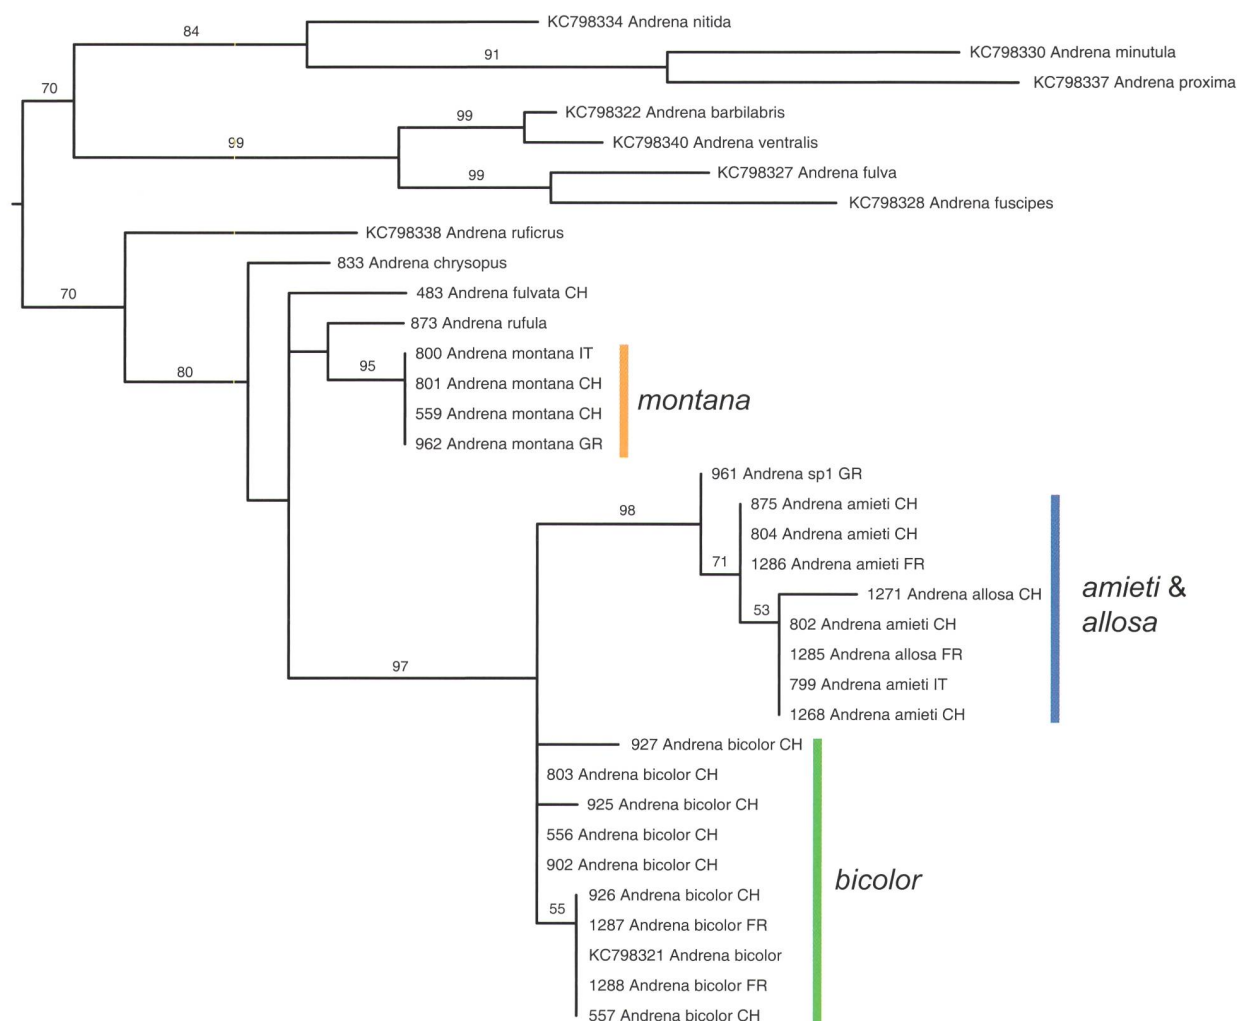 84
KC798334 Andrena nitida
91
KC798330 Andrena minutula
KC798337 Andrena proxima
70
99
KC798322 Andrena barbilabris
KC798340 Andrena ventralis
99
99
KC798327 Andrena fulva
KC798328 Andrena fuscipes
KC798338 Andrena ruficrus
833 Andrena chrysopus
70
483 Andrena fulvata CH
873 Andrena rufula
800 Andrena montana IT
80
95
801 Andrena montana CH
559 Andrena montana CH
962 Andrena montana GR
montana
961 Andrena sp1 GR
98
875 Andrena amieti CH
804 Andrena amieti CH
71
1286 Andrena amieti FR
1271 Andrena allosa CH
53
802 Andrena amieti CH
1285 Andrena allosa FR
799 Andrena amieti IT
1268 Andrena amieti CH
amieti &
allosa
97
927 Andrena bicolor CH
803 Andrena bicolor CH
925 Andrena bicolor CH
556 Andrena bicolor CH
902 Andrena bicolor CH
926 Andrena bicolor CH
55
1287 Andrena bicolor FR
KC798321 Andrena bicolor
1288 Andrena bicolor FR
557 Andrena bicolor CH
bicolor